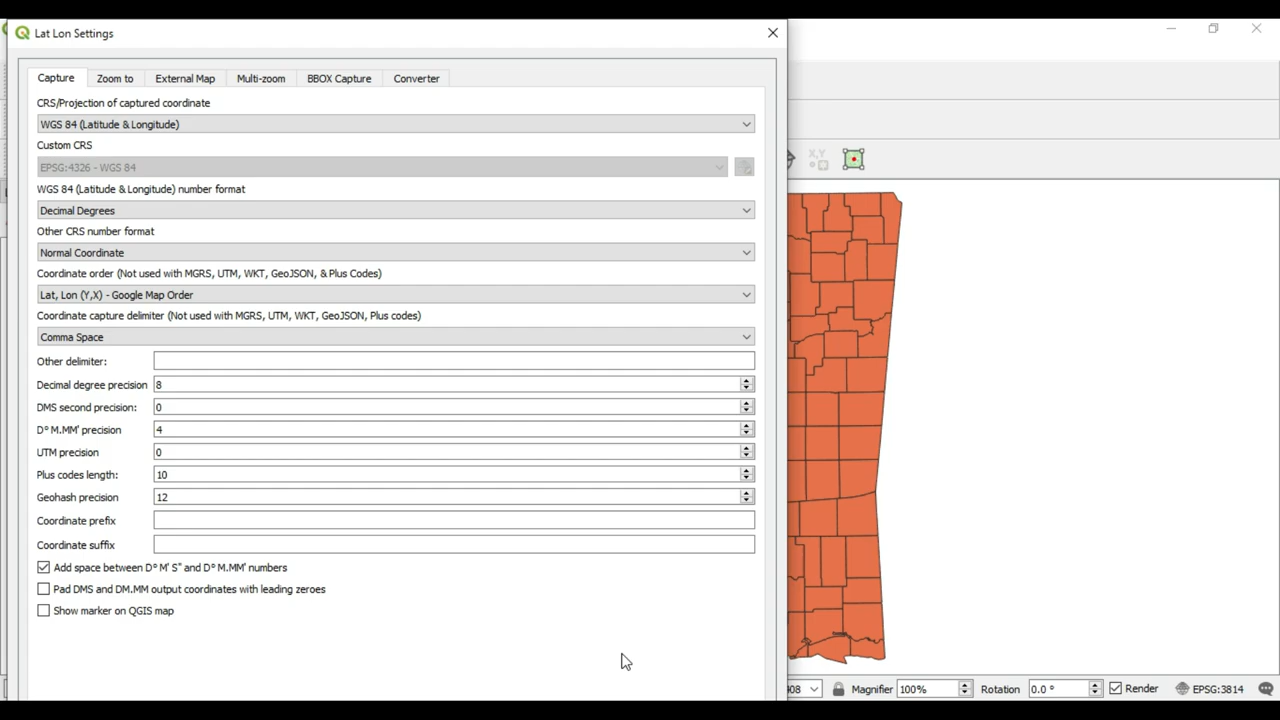 Lat Lon Settings
Capture Zoom to External Map Multi-zoom BBOX Capture Converter
CRS/Projection of captured coordinate
WGS 84 (Latitude & Longitude)
Custom CRS
EPSG:4326 - WGS 84
WGS 84 (Latitude & Longitude) number format
Decimal Degrees
Other CRS number format
Normal Coordinate
Coordinate order (Not used with MGRS, UTM, WKT, GeoJSON, & Plus Codes)
Lat, Lon (Y,X) - Google Map Order
Coordinate capture delimiter (Not used with MGRS, UTM, WKT, GeoJSON, Plus codes)
Comma Space
Other delimiter:
Decimal degree precision 8
DMS second precision: 0
D° M.MM' precision 4
UTM precision 0
Plus codes length: 10
Geohash precision 12
Coordinate prefix
Coordinate suffix
Add space between D° M' S" and D° M.MM' numbers
Pad DMS and DM.MM output coordinates with leading zeroes
Show marker on QGIS map
X,Y
408 Magnifier 100% Rotation 0.0 ° Render EPSG:3814